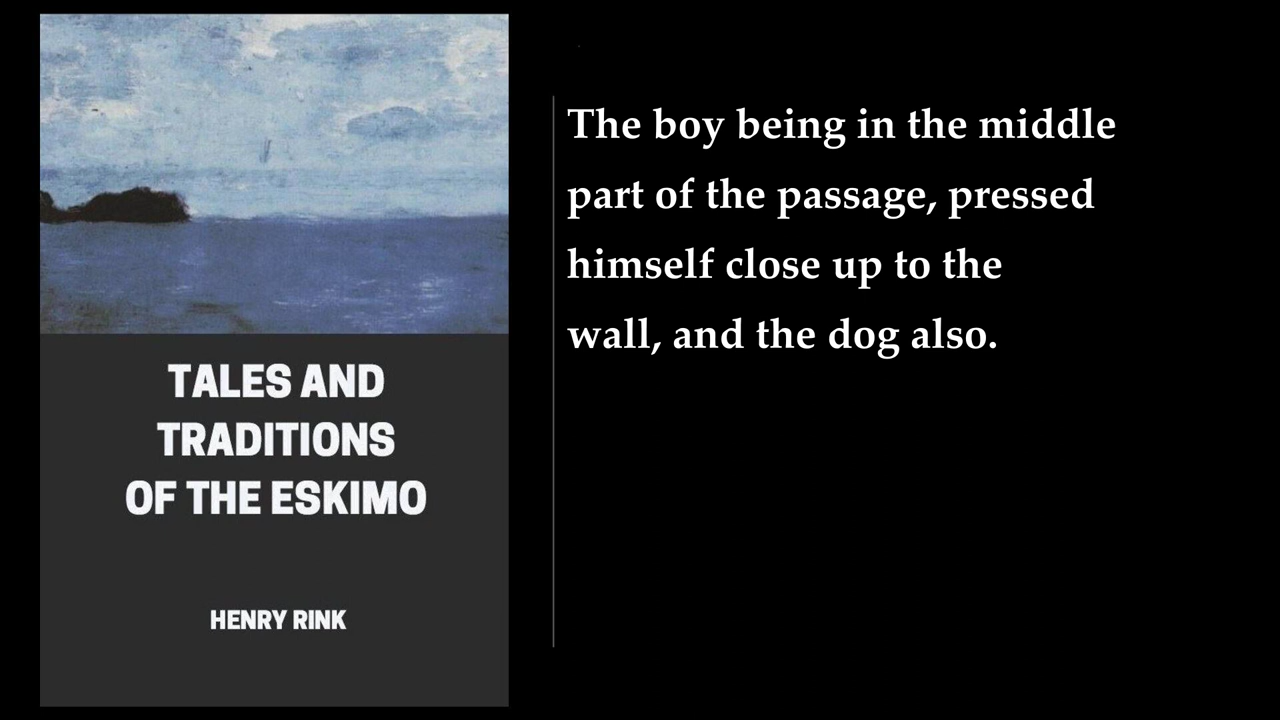 TALES AND
TRADITIONS
OF THE ESKIMO
HENRY RINK
The boy being in the middle
part of the passage, pressed
himself close up to the
wall, and the dog also.